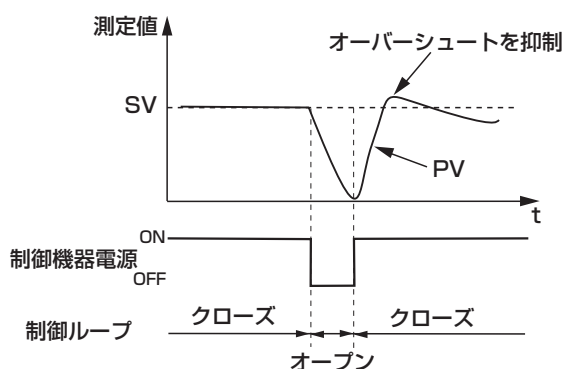 測定値
オーバーシュートを抑制
SV
PV
t
ON
制御機器電源
OFF
制御ループ
クローズ
クローズ
オープン